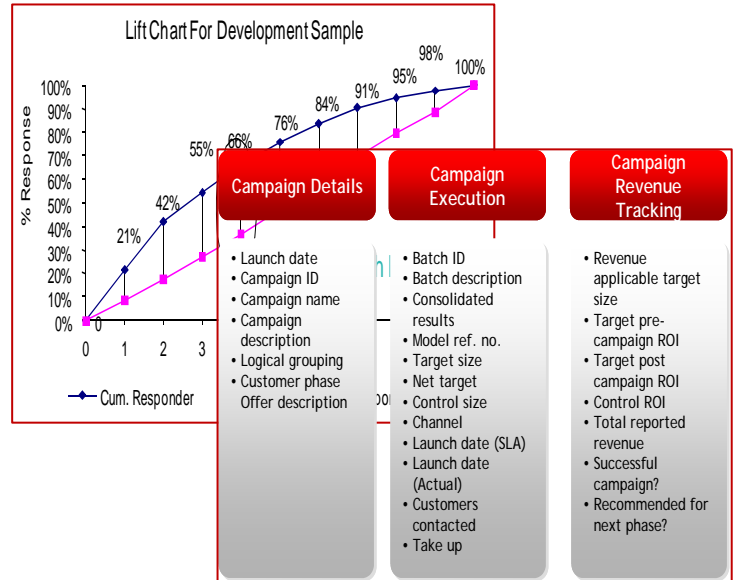 Lift Chart For Development Sample
% Response
100%
90%
80%
70%
60%
50%
40%
30%
20%
10%
0%
0
21%
42%
55%
66%
76%
84%
91%
95%
98%
100%
0
1
2
3
Cum. Responder
Campaign Details
• Launch date
• Campaign ID
• Campaign name
• Campaign
description
• Logical grouping
• Customer phase
Offer description
Campaign
Execution
• Batch ID
• Batch description
• Consolidated
results
• Model ref. no.
• Target size
• Net target
• Control size
• Channel
• Launch date (SLA)
• Launch date
(Actual)
• Customers
contacted
• Take up
Campaign
Revenue
Tracking
• Revenue
applicable target
size
• Target pre-
campaign ROI
• Target post
campaign ROI
• Control ROI
• Total reported
revenue
• Successful
campaign?
• Recommended for
next phase?